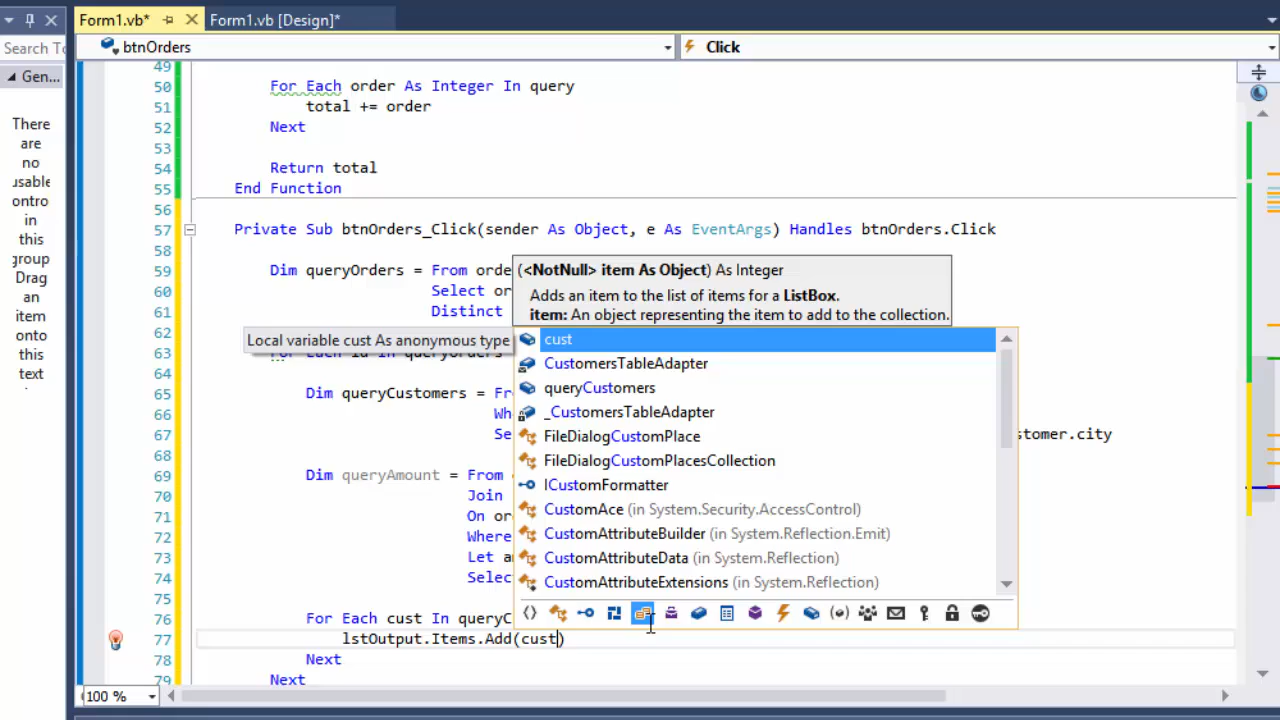 Form1.vb*
Form1.vb [Design]*
Search To
btnOrders
Click
Gen...
There
are
no
usable
ontro
in
this
group
Drag
an
item
onto
this
text
49
50 For Each order As Integer In query
51 total += order
52 Next
53
54 Return total
55 End Function
56
57 Private Sub btnOrders_Click(sender As Object, e As EventArgs) Handles btnOrders.Click
58
59 Dim queryOrders = From orde
60 Select or
61 Distinct
62
63 For Each id In queryOrders
64
65 Dim queryCustomers = Fro
66 Whe
67 Se stomer.city
68
69 Dim queryAmount = From
70 Join
71 On or
72 Where
73 Let a
74 Selec
75
76 For Each cust In queryC
77 lstOutput.Items.Add(cust)
78 Next
79 Next
(<NotNull> item As Object) As Integer
Adds an item to the list of items for a ListBox.
item: An object representing the item to add to the collection.
Local variable cust As anonymous type
cust
CustomersTableAdapter
queryCustomers
_CustomersTableAdapter
FileDialogCustomPlace
FileDialogCustomPlacesCollection
ICustomFormatter
CustomAce (in System.Security.AccessControl)
CustomAttributeBuilder (in System.Reflection.Emit)
CustomAttributeData (in System.Reflection)
CustomAttributeExtensions (in System.Reflection)
100 %